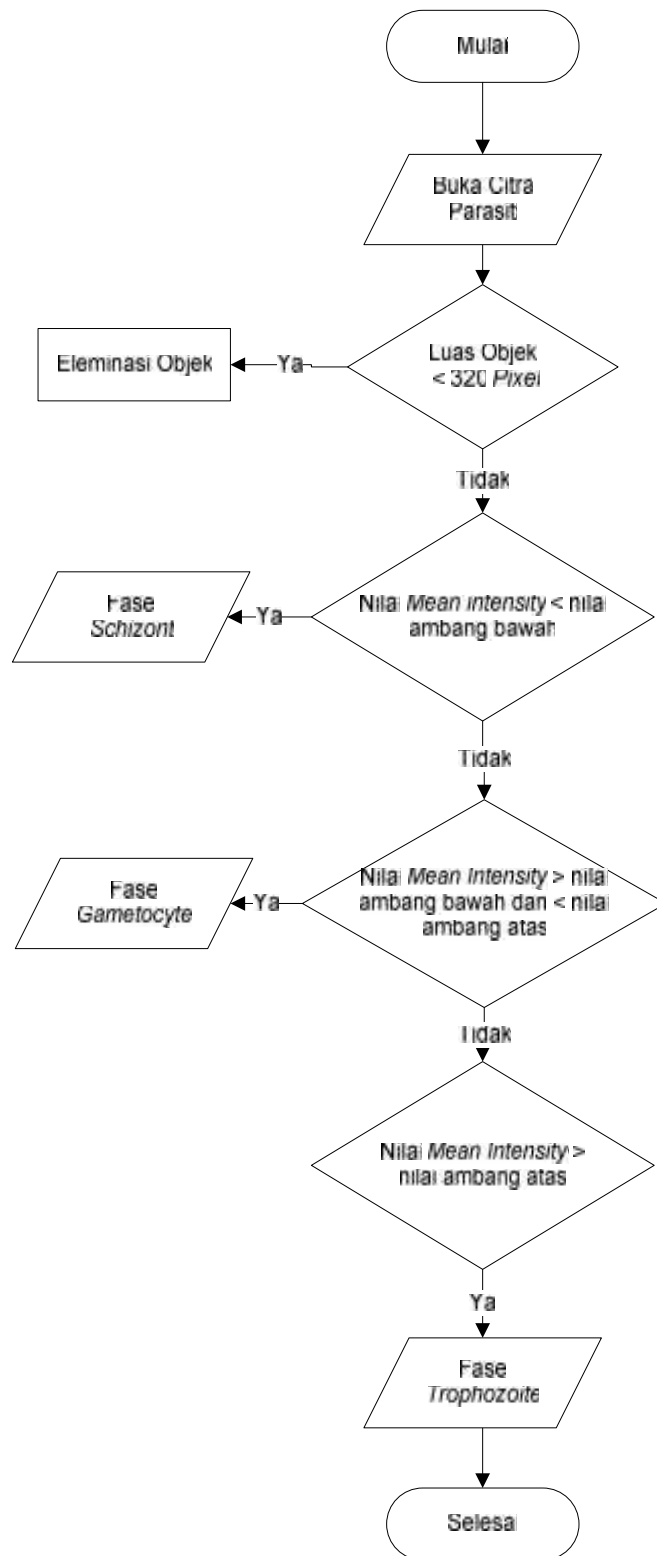 Mulai
Buka Citra
Parasit
Luas Objek
< 320 Pixel
Ya
Eleminasi Objek
Tidak
Nilai Mean intensity < nilai
ambang bawah
Ya
Fase
Schizont
Tidak
Nilai Mean Intensity > nilai
ambang bawah dan < nilai
ambang atas
Ya
Fase
Gametocyte
Tidak
Nilai Mean Intensity >
nilai ambang atas
Ya
Fase
Trophozoite
Selesai